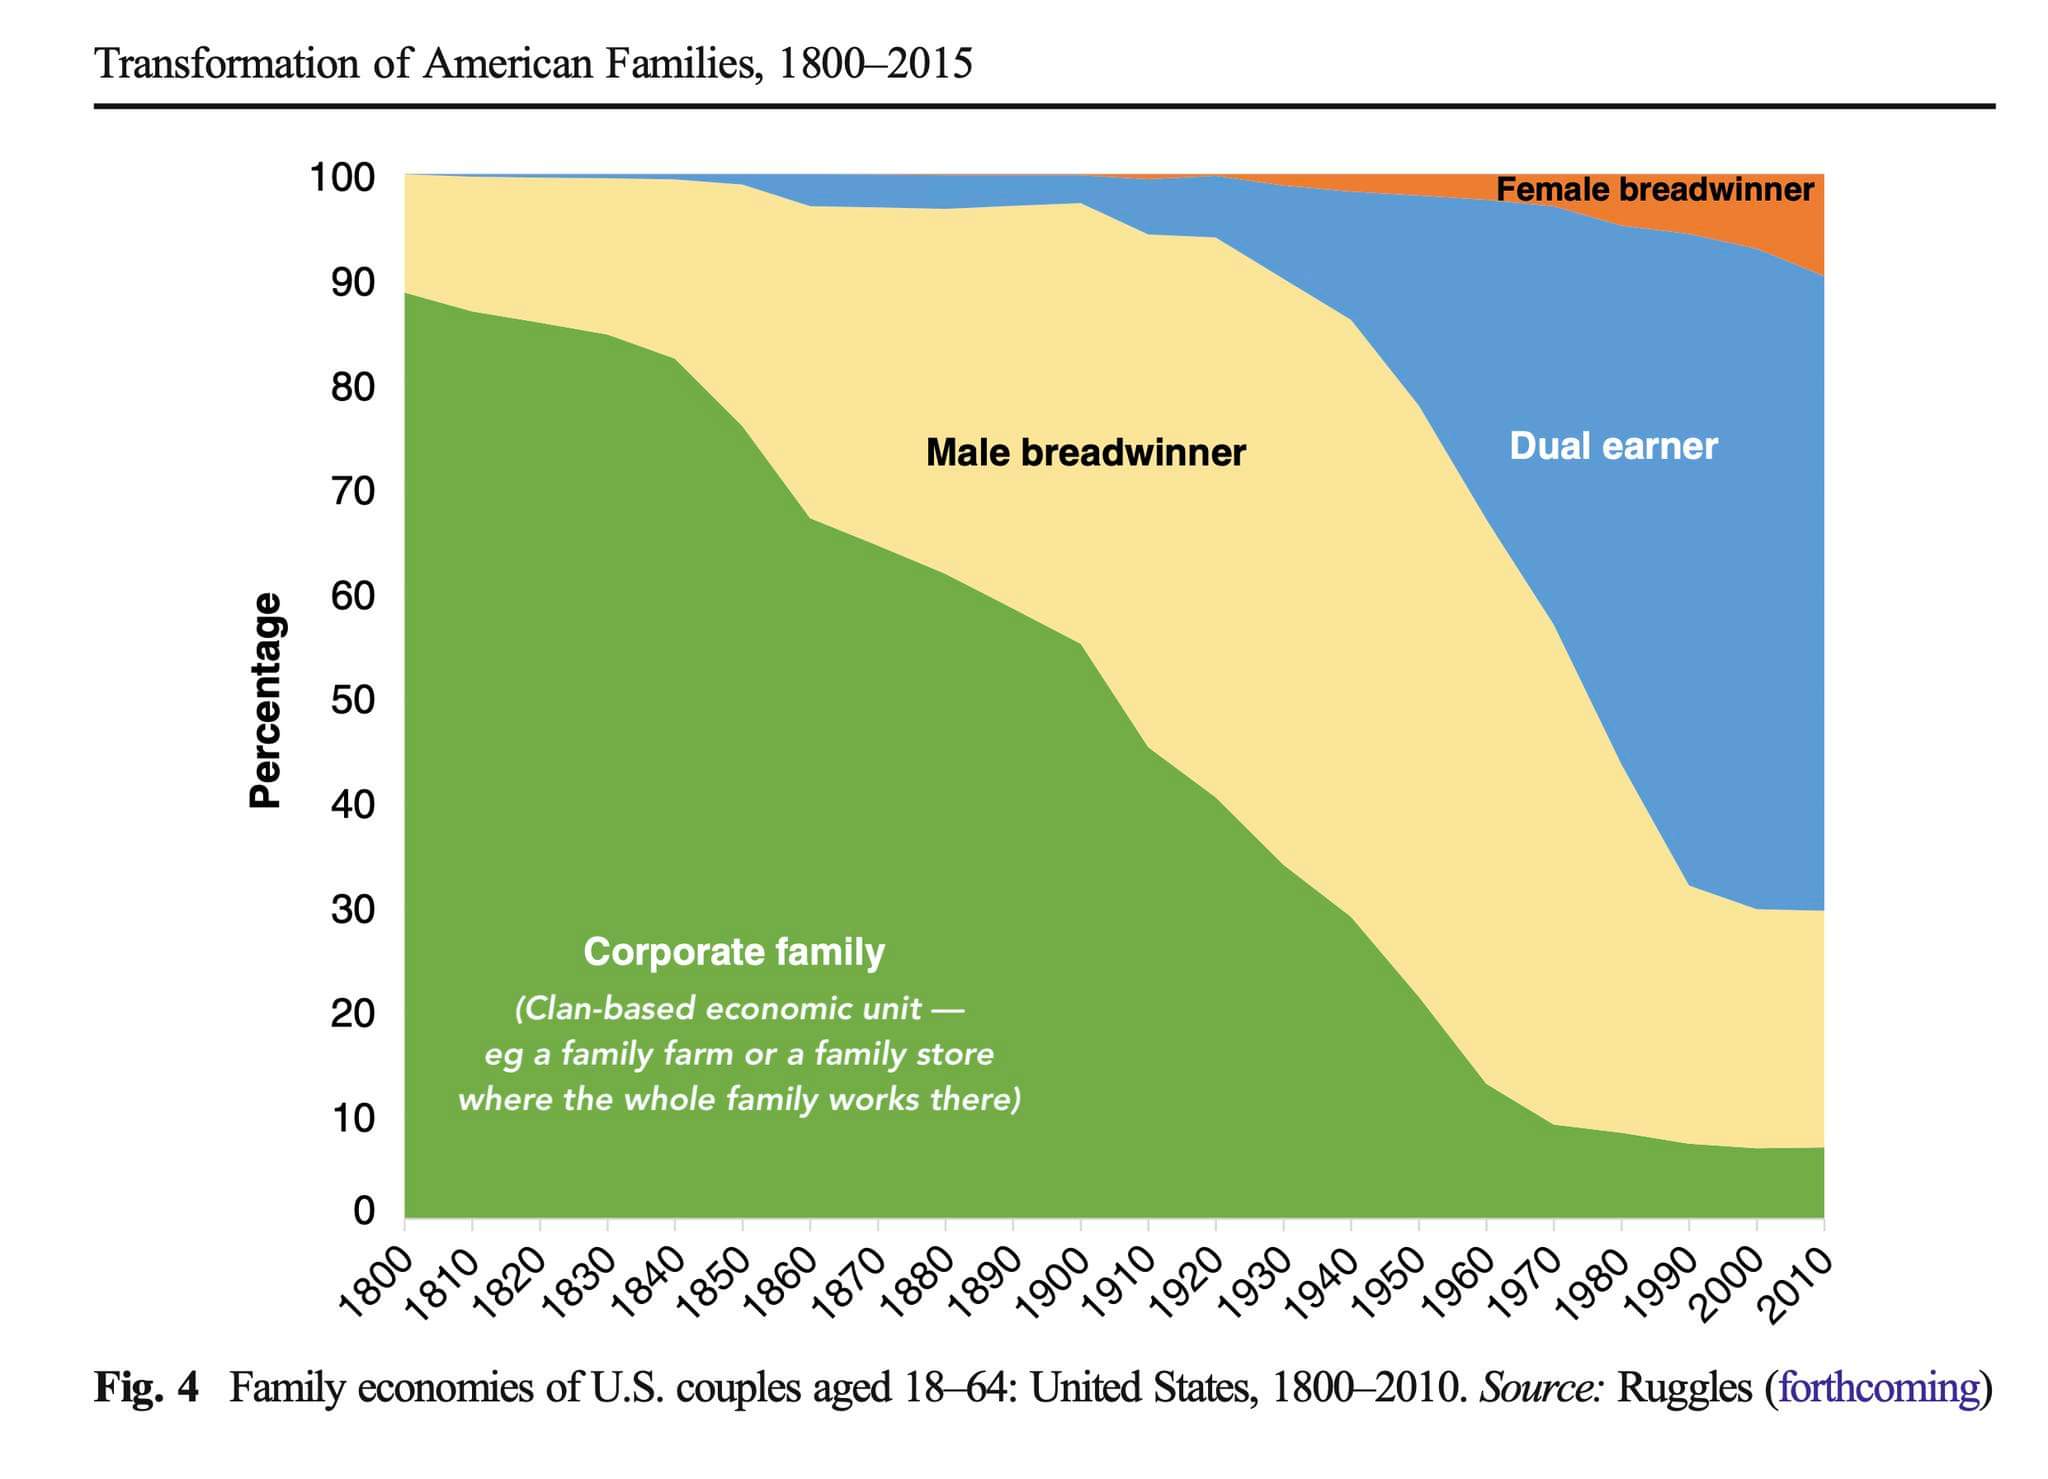 Transformation of American Families, 1800–2015
100
90
80
70
60
50
40
30
20
10
0
Percentage
Female breadwinner
Dual earner
Male breadwinner
Corporate family
(Clan-based economic unit —
eg a family farm or a family store
where the whole family works there)
1800 1810 1820 1830 1840 1850 1860 1870 1880 1890 1900 1910 1920 1930 1940 1950 1960 1970 1980 1990 2000 2010
Fig. 4 Family economies of U.S. couples aged 18–64: United States, 1800–2010. Source: Ruggles (forthcoming)